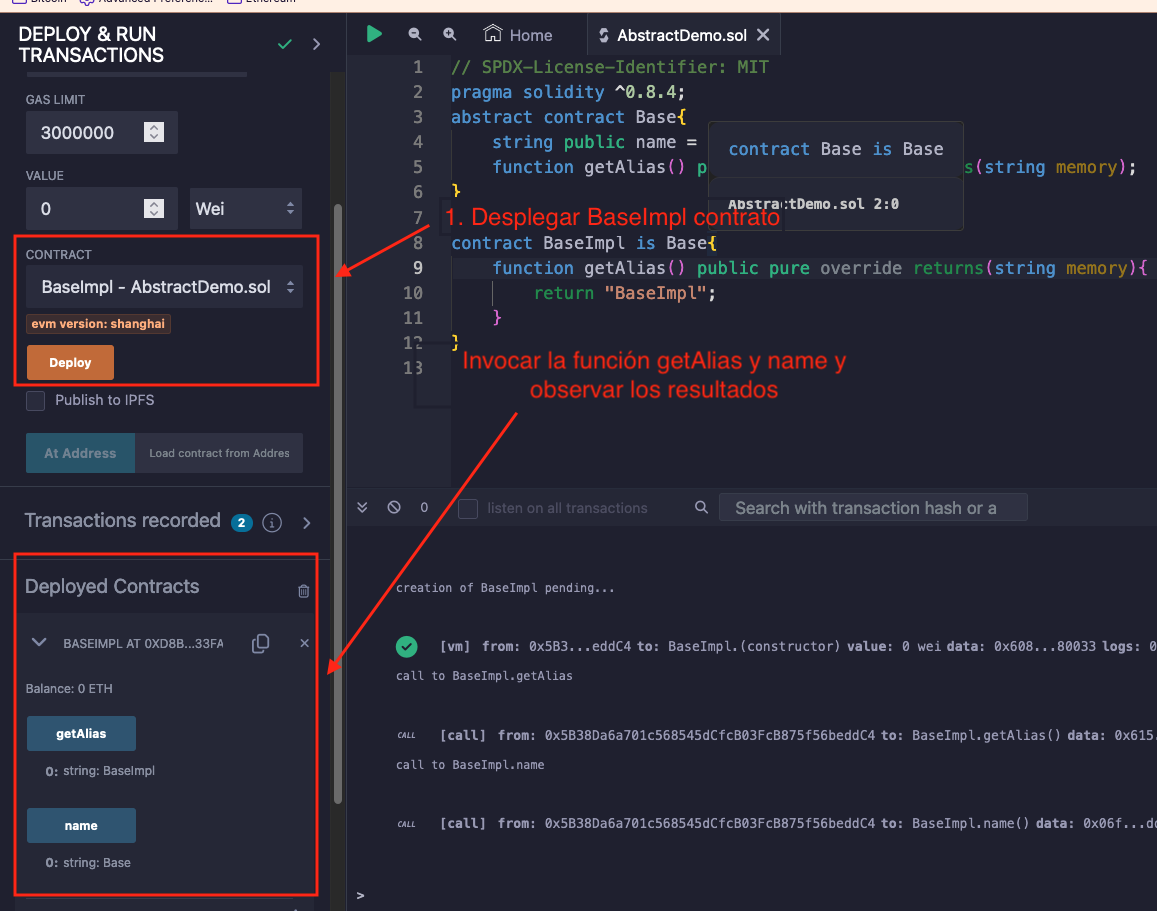 Bitcoin
Advanced Preferenc...
Ethereum
DEPLOY & RUN
TRANSACTIONS
GAS LIMIT
3000000
VALUE
0
Wei
CONTRACT
BaseImpl - AbstractDemo.sol
evm version: shanghai
Deploy
Publish to IPFS
At Address
Load contract from Addres
Transactions recorded 2
Deployed Contracts
BASEIMPL AT 0XD8B...33FA
Balance: 0 ETH
getAlias
0: string: BaseImpl
name
0: string: Base
Home
AbstractDemo.sol
1 // SPDX-License-Identifier: MIT
2 pragma solidity ^0.8.4;
3 abstract contract Base{
4 string public name =
5 function getAlias() p s(string memory);
6 }
7
8 contract BaseImpl is Base{
9 function getAlias() public pure override returns(string memory){
10 return "BaseImpl";
11 }
12 }
13
contract Base is Base
AbstractDemo.sol 2:0
1. Desplegar BaseImpl contrato
Invocar la función getAlias y name y
observar los resultados
0
listen on all transactions
Search with transaction hash or a
creation of BaseImpl pending...
[vm] from: 0x5B3...eddC4 to: BaseImpl.(constructor) value: 0 wei data: 0x608...80033 logs: 0
call to BaseImpl.getAlias
CALL [call] from: 0x5B38Da6a701c568545dCfcB03FcB875f56beddC4 to: BaseImpl.getAlias() data: 0x615.
call to BaseImpl.name
CALL [call] from: 0x5B38Da6a701c568545dCfcB03FcB875f56beddC4 to: BaseImpl.name() data: 0x06f...dd
>